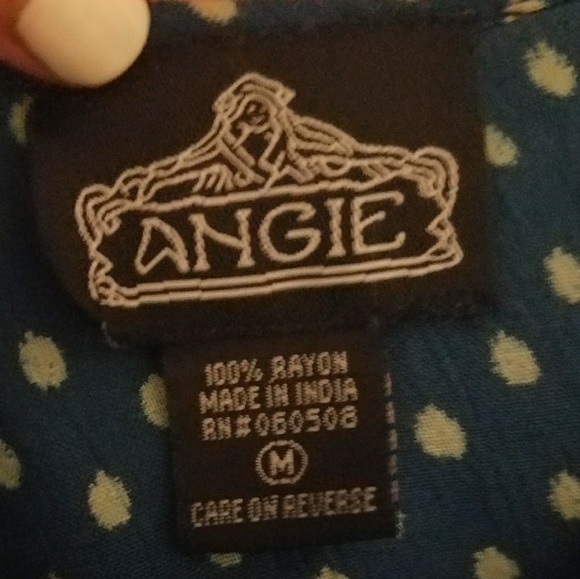 ANGIE
100% RAYON
MADE IN INDIA
RN#060508
M
CARE ON REVERSE